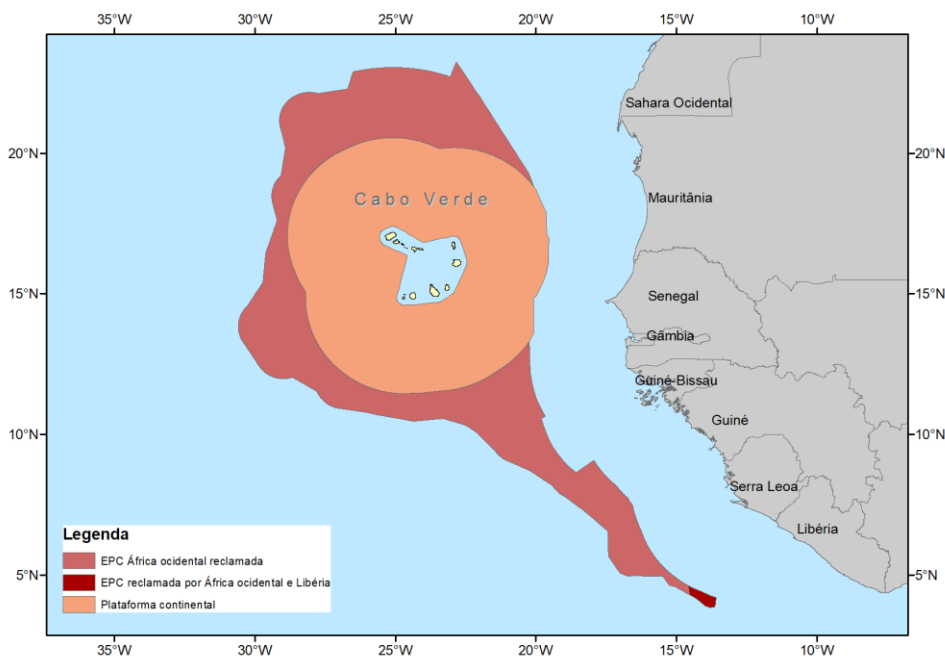 35°W 30°W 25°W 20°W 15°W 10°W
Sahara Ocidental
20°N 20°N
Mauritânia
Cabo Verde
15°N 15°N
Senegal
Gâmbia
Guiné-Bissau
10°N 10°N
Guiné
Serra Leoa
Libéria
Legenda
EPC África ocidental reclamada
5°N 5°N
EPC reclamada por África ocidental e Libéria
Plataforma continental
35°W 30°W 25°W 20°W 15°W 10°W